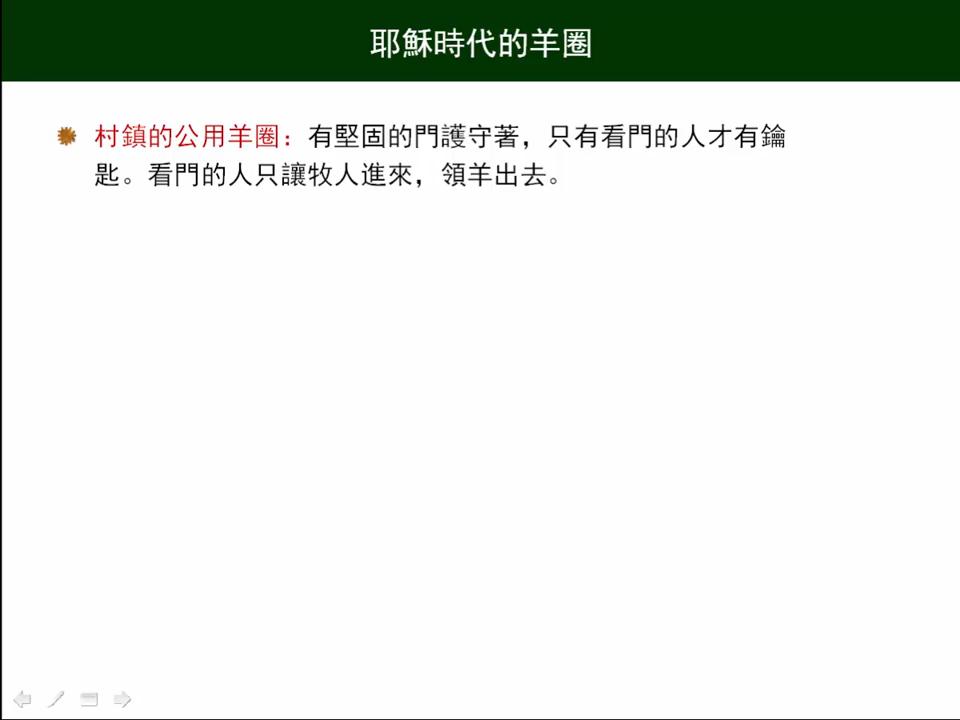 耶穌時代的羊圈
村鎮的公用羊圈：有堅固的門護守著，只有看門的人才有鑰
匙。看門的人只讓牧人進來，領羊出去。